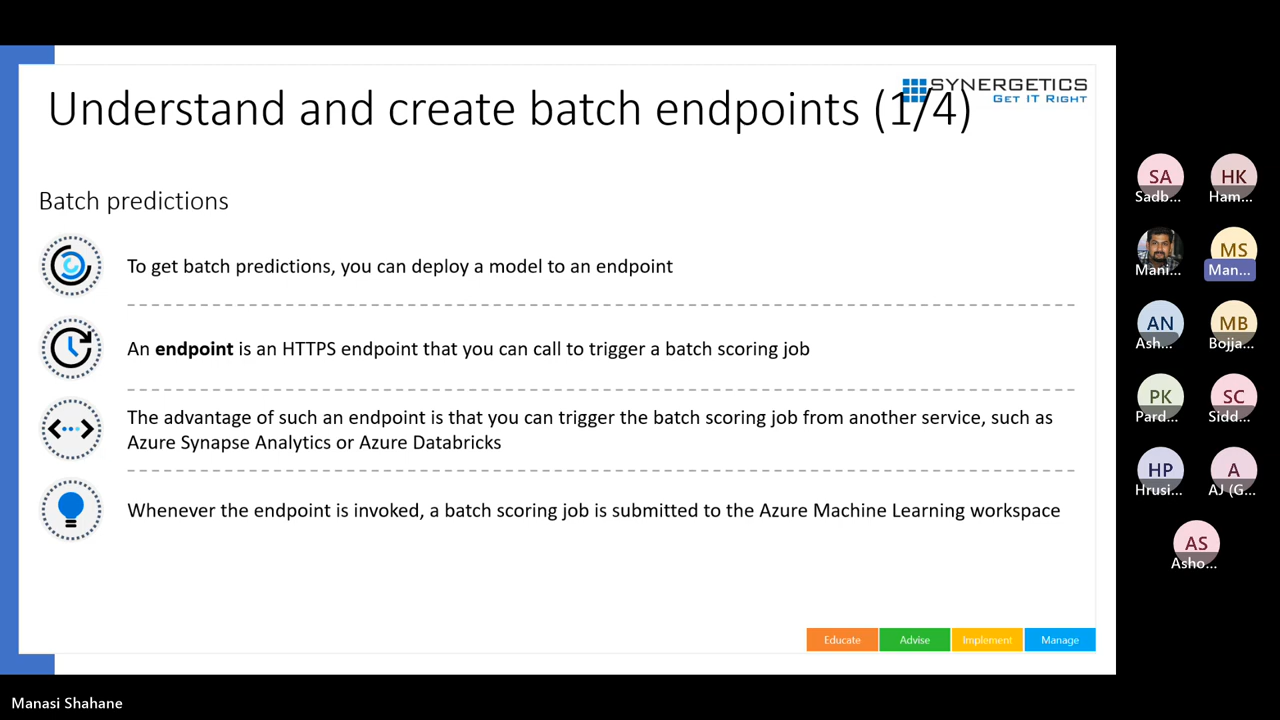 Understand and create batch endpoints (1/4)
SYNERGETICS
GET IT RIGHT
Batch predictions
To get batch predictions, you can deploy a model to an endpoint
An endpoint is an HTTPS endpoint that you can call to trigger a batch scoring job
The advantage of such an endpoint is that you can trigger the batch scoring job from another service, such as
Azure Synapse Analytics or Azure Databricks
Whenever the endpoint is invoked, a batch scoring job is submitted to the Azure Machine Learning workspace
Educate Advise Implement Manage
SA HK
Sadb... Ham...
MS
Mani... Man...
AN MB
Ash... Bojja...
PK SC
Pard... Sidd...
HP A
Hrusi... AJ (G...
AS
Asho...
Manasi Shahane